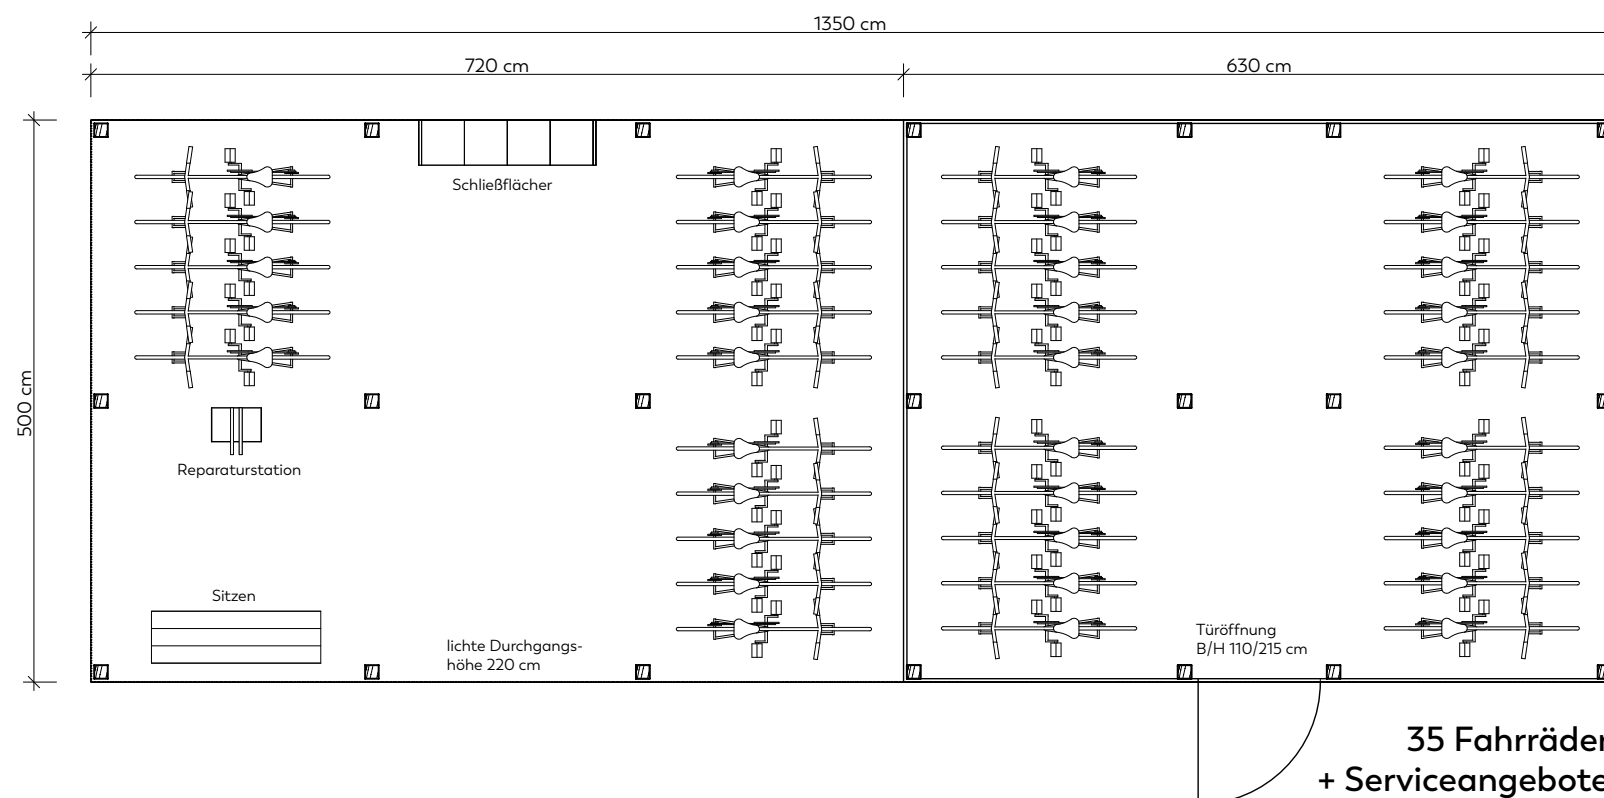 1350 cm
720 cm
630 cm
500 cm
Schließflächer
Reparaturstation
Sitzen
lichte Durchgangs-
höhe 220 cm
Türöffnung
B/H 110/215 cm
35 Fahrräder
+ Serviceangebote